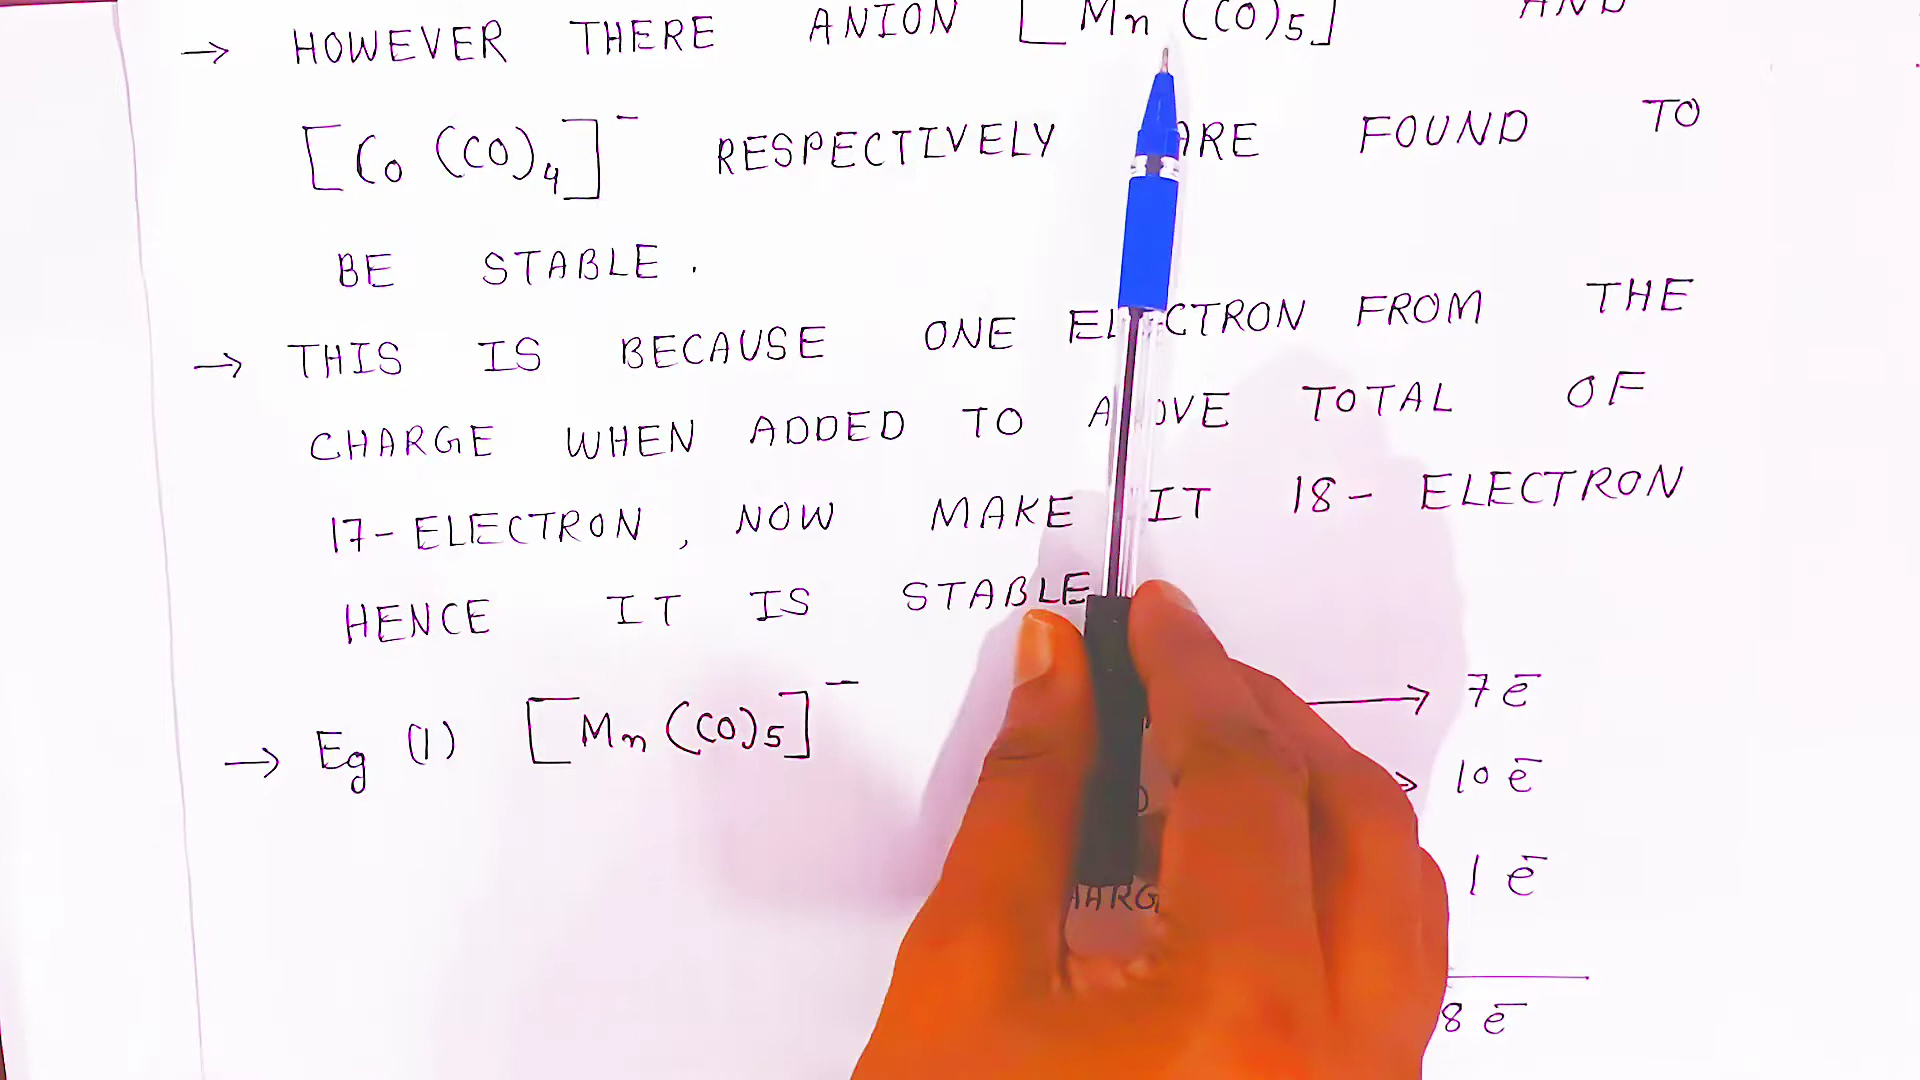 → HOWEVER THERE ANION [Mn (CO)5] AND
[Co (CO)4]⁻ RESPECTIVELY ARE FOUND TO
BE STABLE .
→ THIS IS BECAUSE ONE ELECTRON FROM THE
CHARGE WHEN ADDED TO ABOVE TOTAL OF
17-ELECTRON, NOW MAKE IT 18-ELECTRON
HENCE IT IS STABLE
→ Eg (1) [Mn (CO)5]⁻ → 7 e⁻
→ 10 e⁻
1 e⁻
8 e⁻